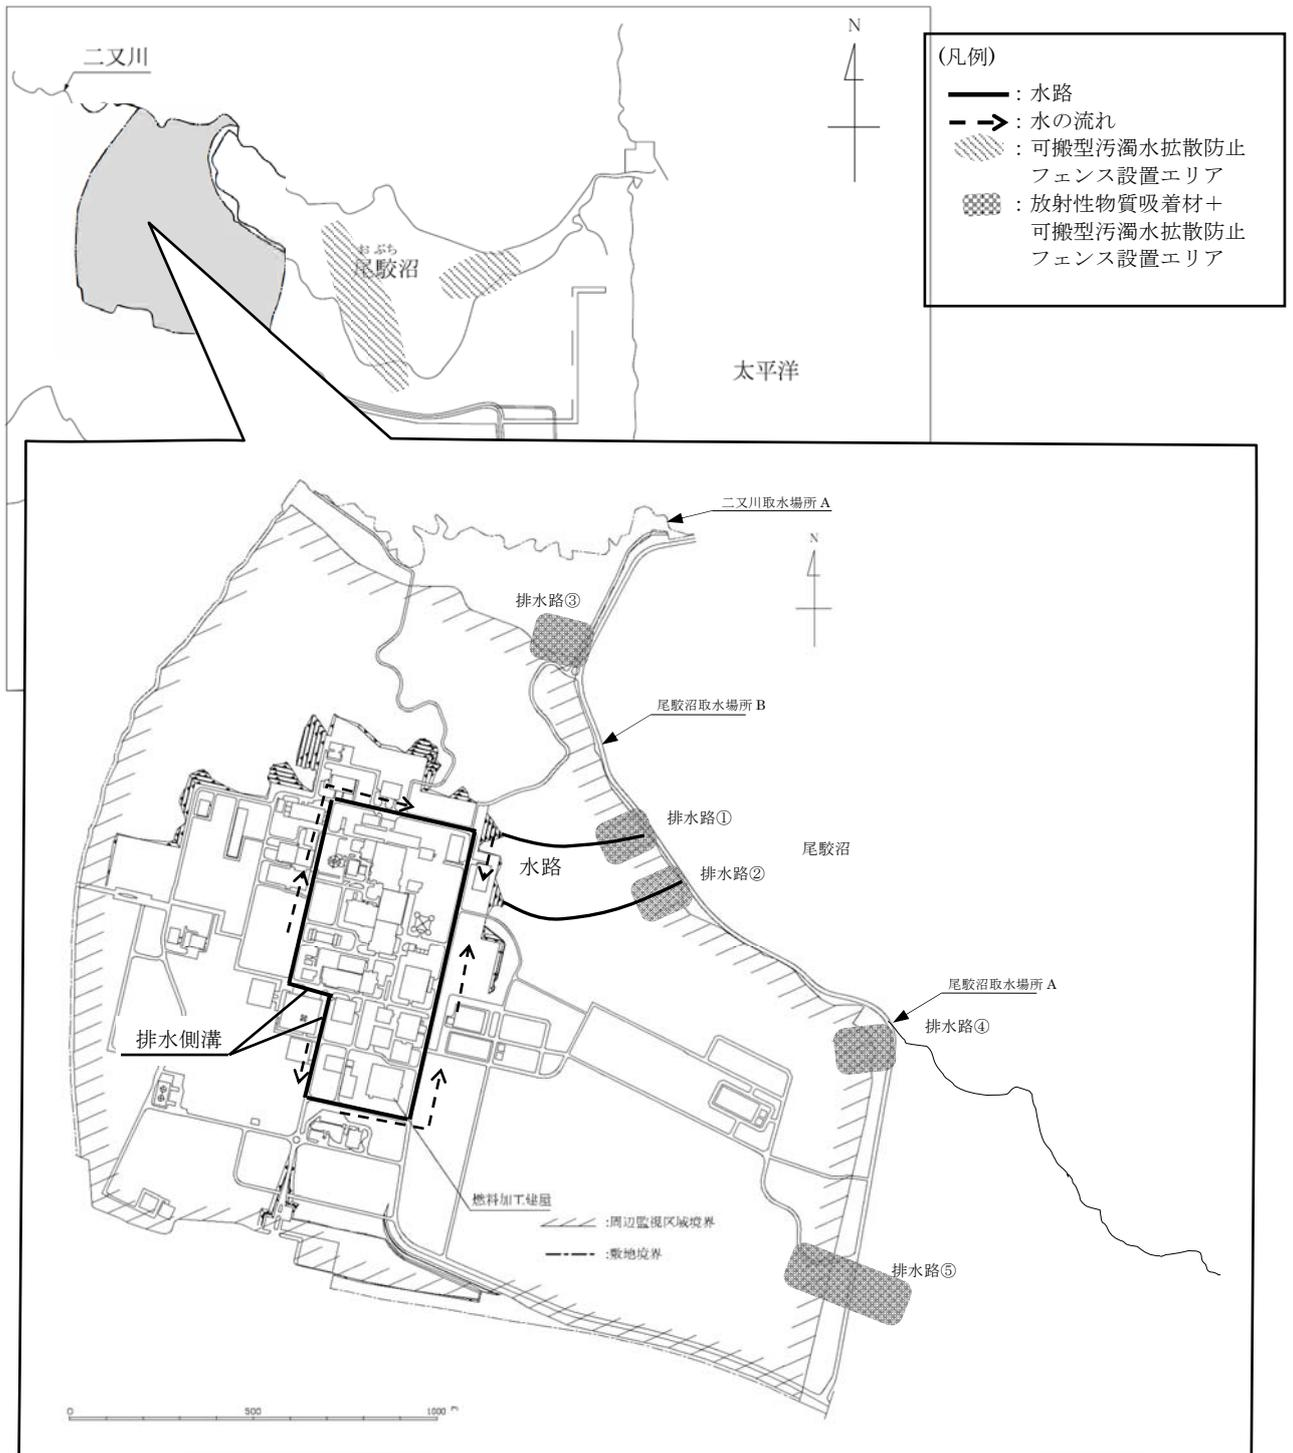 二又川
N
(凡例)
：水路
：水の流れ
：可搬型汚濁水拡散防止
フェンス設置エリア
：放射性物質吸着材＋
可搬型汚濁水拡散防止
フェンス設置エリア
おぶち
尾駮沼
太平洋
二又川取水場所 A
N
排水路③
尾駮沼取水場所 B
排水路①
水路
尾駮沼
排水路②
尾駮沼取水場所 A
排水路④
排水側溝
燃料加工建屋
:周辺監視区域境界
:敷地境界
排水路⑤
0 500 1000 m